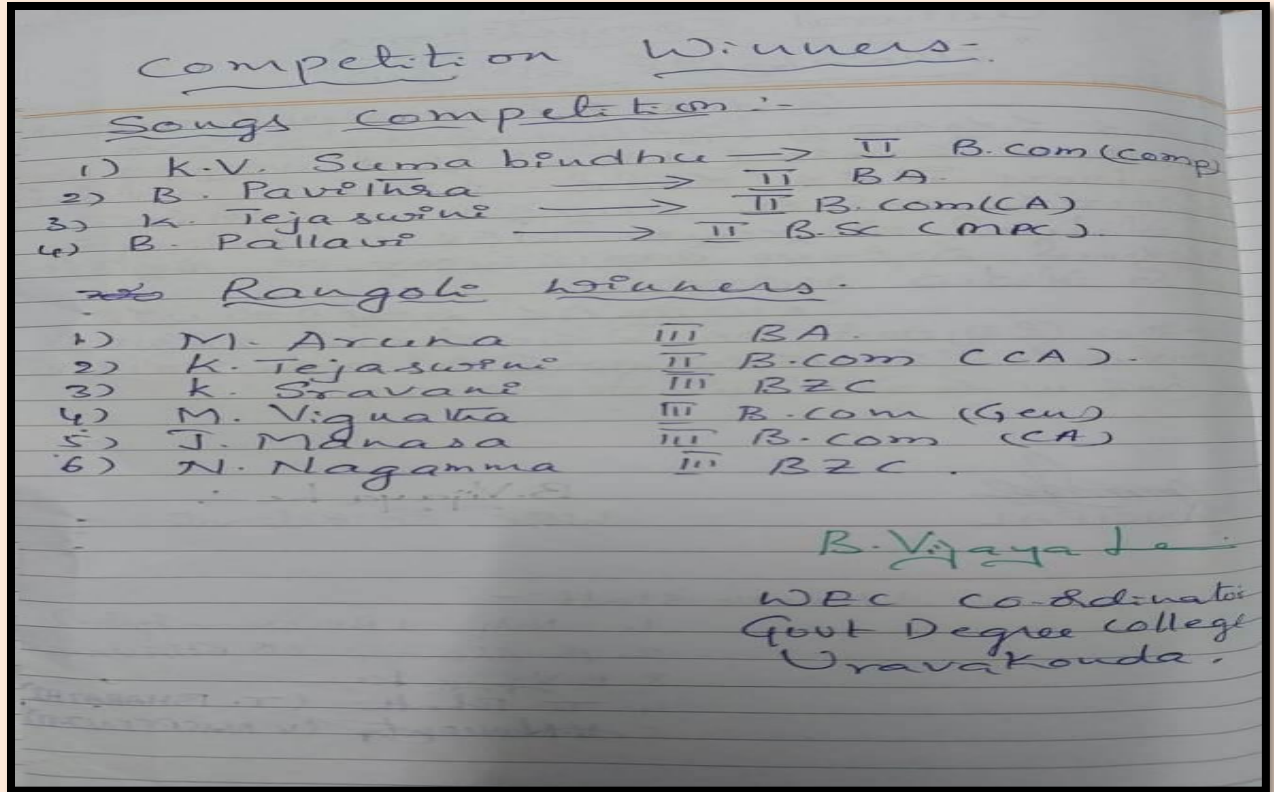 Competition Winners-
Songs Competition :-
1) K.V. Suma bindhu → II B.com (Comp)
2) B. Pavithra → II BA.
3) K. Tejaswini → II B.com (CA)
4) B. Pallavi → II B.Sc (MPC).
Rangoli winners.
1) M. Aruna III BA.
2) K. Tejaswini II B.com (CA).
3) K. Sravani III BZC
4) M. Vignatha III B.com (Gen)
5) J. Manasa III B.com (CA)
6) N. Nagamma III BZC.
B. Vijaya
WEC Co-ordinator
Govt Degree College
Uravakonda.